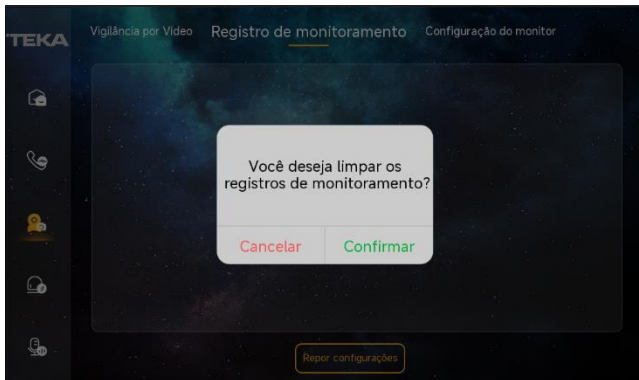 TEKA
Vigilância por Vídeo Registro de monitoramento Configuração do monitor
Você deseja limpar os
registros de monitoramento?
Cancelar Confirmar
Repor configurações